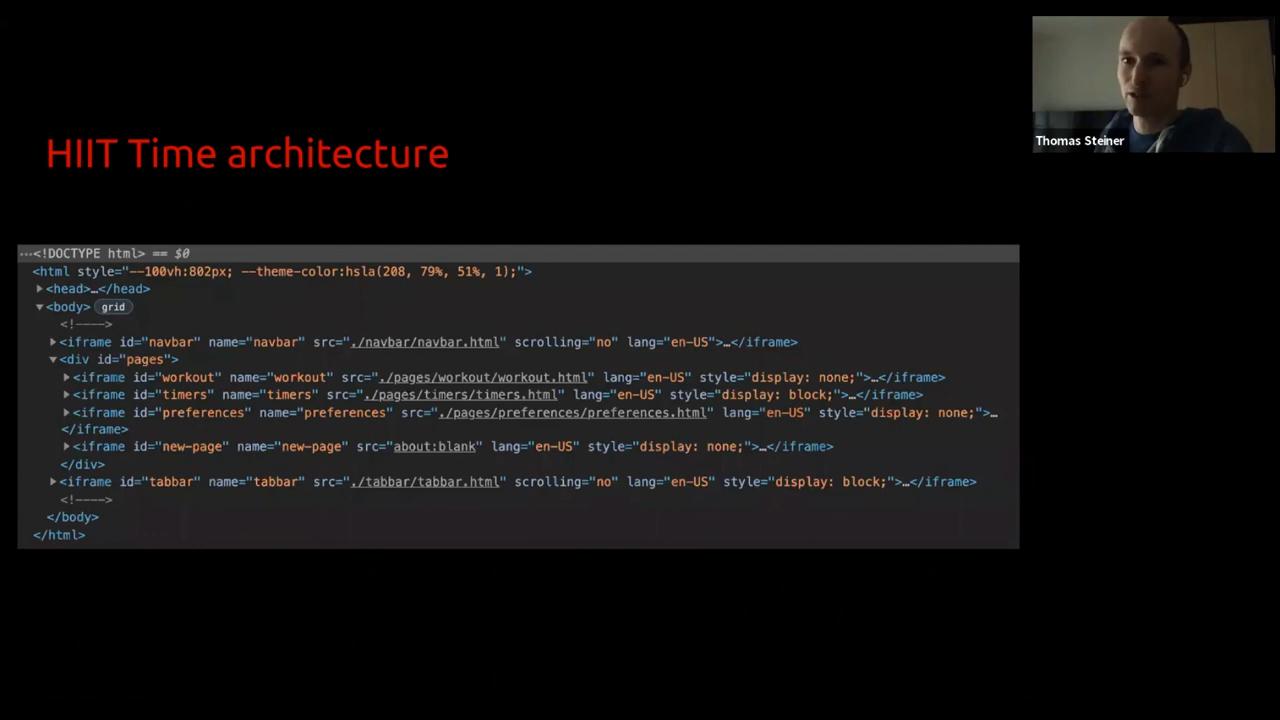 HIIT Time architecture
Thomas Steiner
…<!DOCTYPE html> == $0
<html style="--100vh:802px; --theme-color:hsla(208, 79%, 51%, 1);">
<head>…</head>
<body> grid
<!---->
<iframe id="navbar" name="navbar" src="./navbar/navbar.html" scrolling="no" lang="en-US">…</iframe>
<div id="pages">
<iframe id="workout" name="workout" src="./pages/workout/workout.html" lang="en-US" style="display: none;">…</iframe>
<iframe id="timers" name="timers" src="./pages/timers/timers.html" lang="en-US" style="display: block;">…</iframe>
<iframe id="preferences" name="preferences" src="./pages/preferences/preferences.html" lang="en-US" style="display: none;">…
</iframe>
<iframe id="new-page" name="new-page" src="about:blank" lang="en-US" style="display: none;">…</iframe>
</div>
<iframe id="tabbar" name="tabbar" src="./tabbar/tabbar.html" scrolling="no" lang="en-US" style="display: block;">…</iframe>
<!---->
</body>
</html>